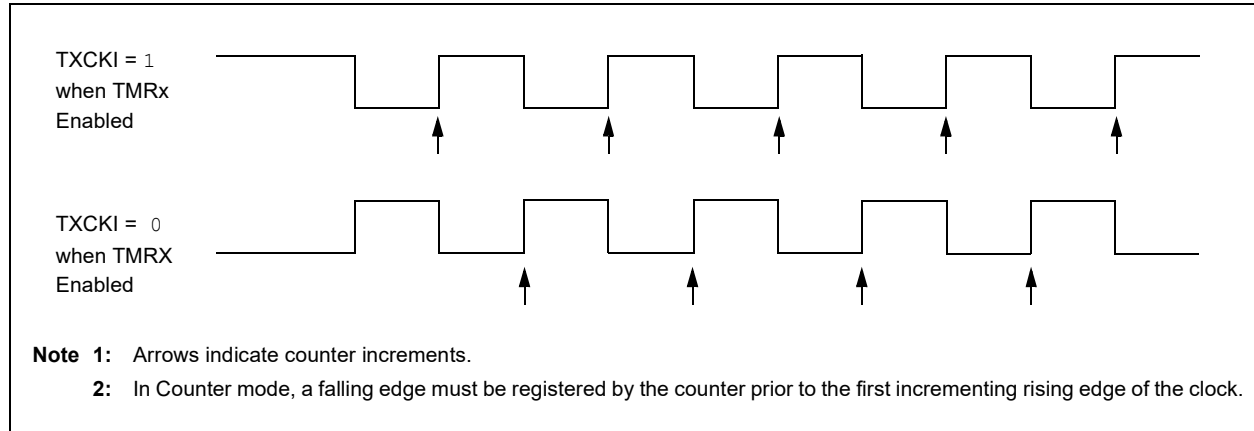 TXCKI = 1
when TMRx
Enabled
TXCKI = 0
when TMRX
Enabled
Note 1: Arrows indicate counter increments.
2: In Counter mode, a falling edge must be registered by the counter prior to the first incrementing rising edge of the clock.